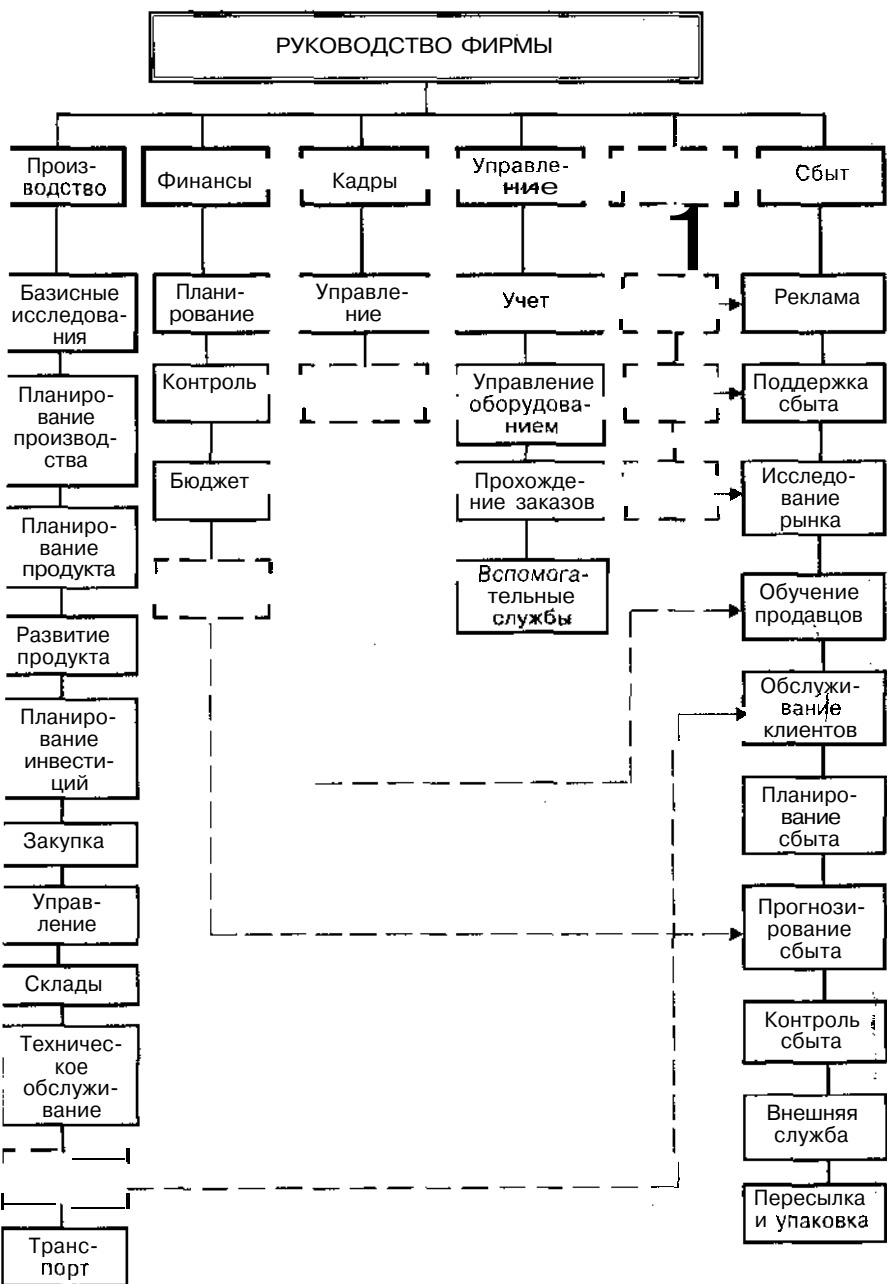 РУКОВОДСТВО ФИРМЫ
Произ-
водство
Финансы
Кадры
Управле-
ние
Сбыт
1
Базисные
исследова-
ния
Планиро-
вание
производ-
ства
Планиро-
вание
продукта
Развитие
продукта
Планиро-
вание
инвести-
ций
Закупка
Управ-
ление
Склады
Техничес-
кое
обслужи-
вание
Транс-
порт
Плани-
рование
Контроль
Бюджет
Управле-
ние
Учет
Управление
оборудова-
нием
Прохожде-
ние заказов
Вспомога-
тельные
службы
Реклама
Поддержка
сбыта
Исследо-
вание
рынка
Обучение
продавцов
Обслужи-
вание
клиентов
Планиро-
вание
сбыта
Прогнози-
рование
сбыта
Контроль
сбыта
Внешняя
служба
Пересылка
и упаковка